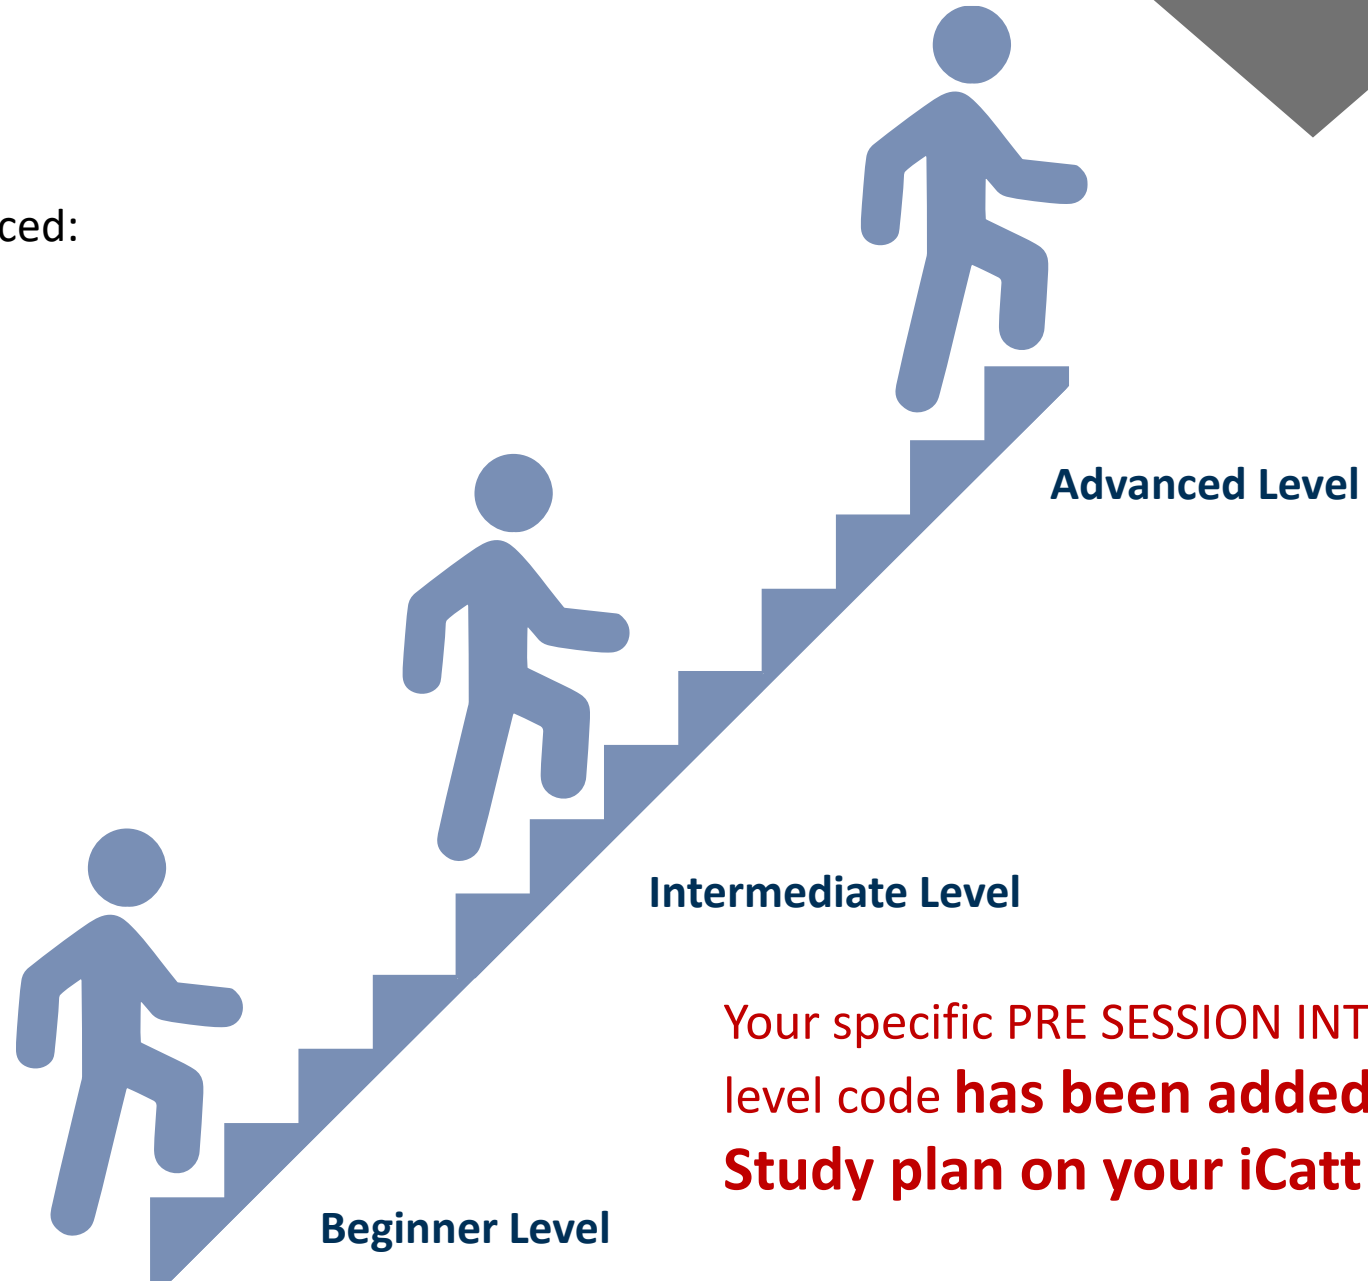 ced:
Advanced Level
Intermediate Level
Your specific PRE SESSION INT
level code has been added
Study plan on your iCatt
Beginner Level